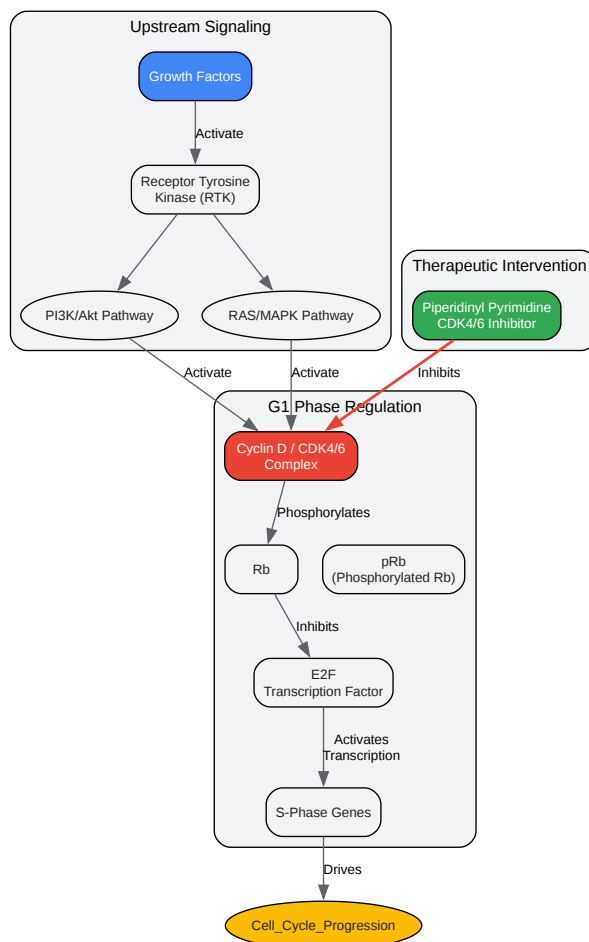 Upstream Signaling
Growth Factors
Activate
Receptor Tyrosine
Kinase (RTK)
Therapeutic Intervention
PI3K/Akt Pathway
RAS/MAPK Pathway
Piperidinyl Pyrimidine
CDK4/6 Inhibitor
Activate
Activate
Inhibits
G1 Phase Regulation
Cyclin D / CDK4/6
Complex
Phosphorylates
Rb
pRb
(Phosphorylated Rb)
Inhibits
E2F
Transcription Factor
Activates
Transcription
S-Phase Genes
Drives
Cell_Cycle_Progression